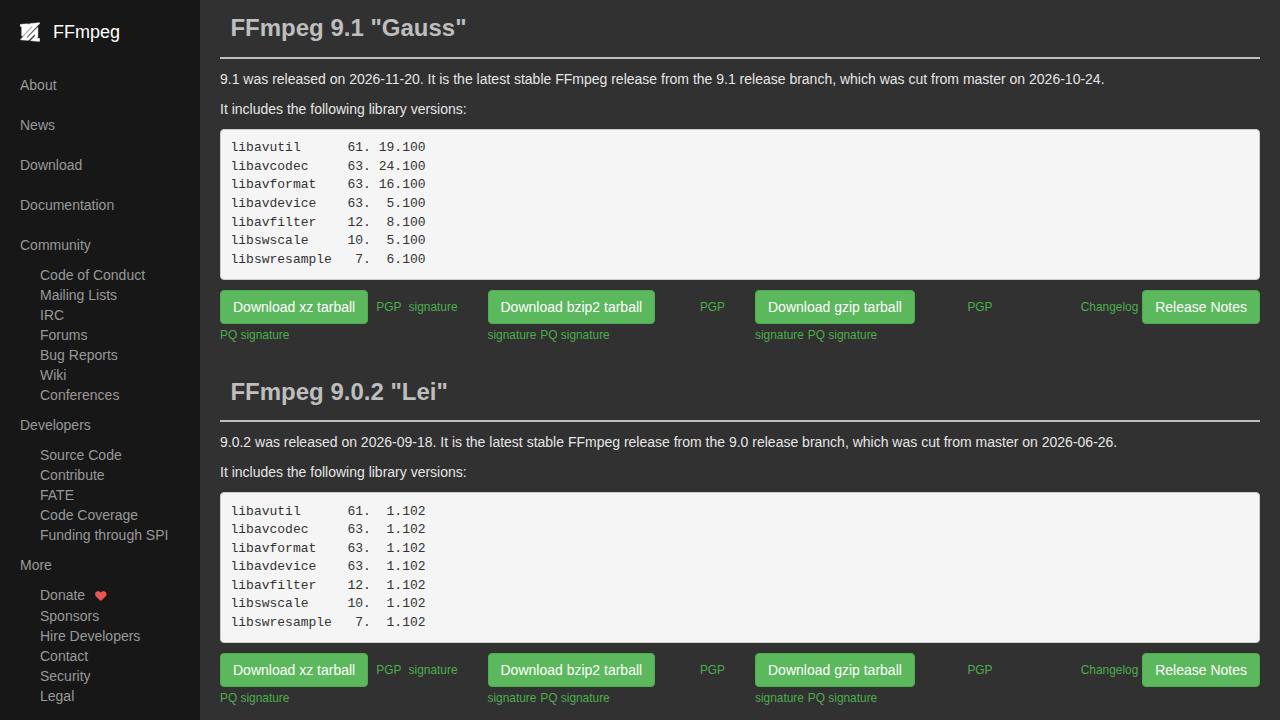 FFmpeg
About
News
Download
Documentation
Community
Code of Conduct
Mailing Lists
IRC
Forums
Bug Reports
Wiki
Conferences
Developers
Source Code
Contribute
FATE
Code Coverage
Funding through SPI
More
Donate
Sponsors
Hire Developers
Contact
Security
Legal
FFmpeg 9.1 "Gauss"
9.1 was released on 2026-11-20. It is the latest stable FFmpeg release from the 9.1 release branch, which was cut from master on 2026-10-24.
It includes the following library versions:
libavutil      61. 19.100
libavcodec     63. 24.100
libavformat    63. 16.100
libavdevice    63.  5.100
libavfilter    12.  8.100
libswscale     10.  5.100
libswresample   7.  6.100
Download xz tarball PGP signature Download bzip2 tarball PGP Download gzip tarball PGP Changelog Release Notes
PQ signature signature PQ signature signature PQ signature
FFmpeg 9.0.2 "Lei"
9.0.2 was released on 2026-09-18. It is the latest stable FFmpeg release from the 9.0 release branch, which was cut from master on 2026-06-26.
It includes the following library versions:
libavutil      61.  1.102
libavcodec     63.  1.102
libavformat    63.  1.102
libavdevice    63.  1.102
libavfilter    12.  1.102
libswscale     10.  1.102
libswresample   7.  1.102
Download xz tarball PGP signature Download bzip2 tarball PGP Download gzip tarball PGP Changelog Release Notes
PQ signature signature PQ signature signature PQ signature